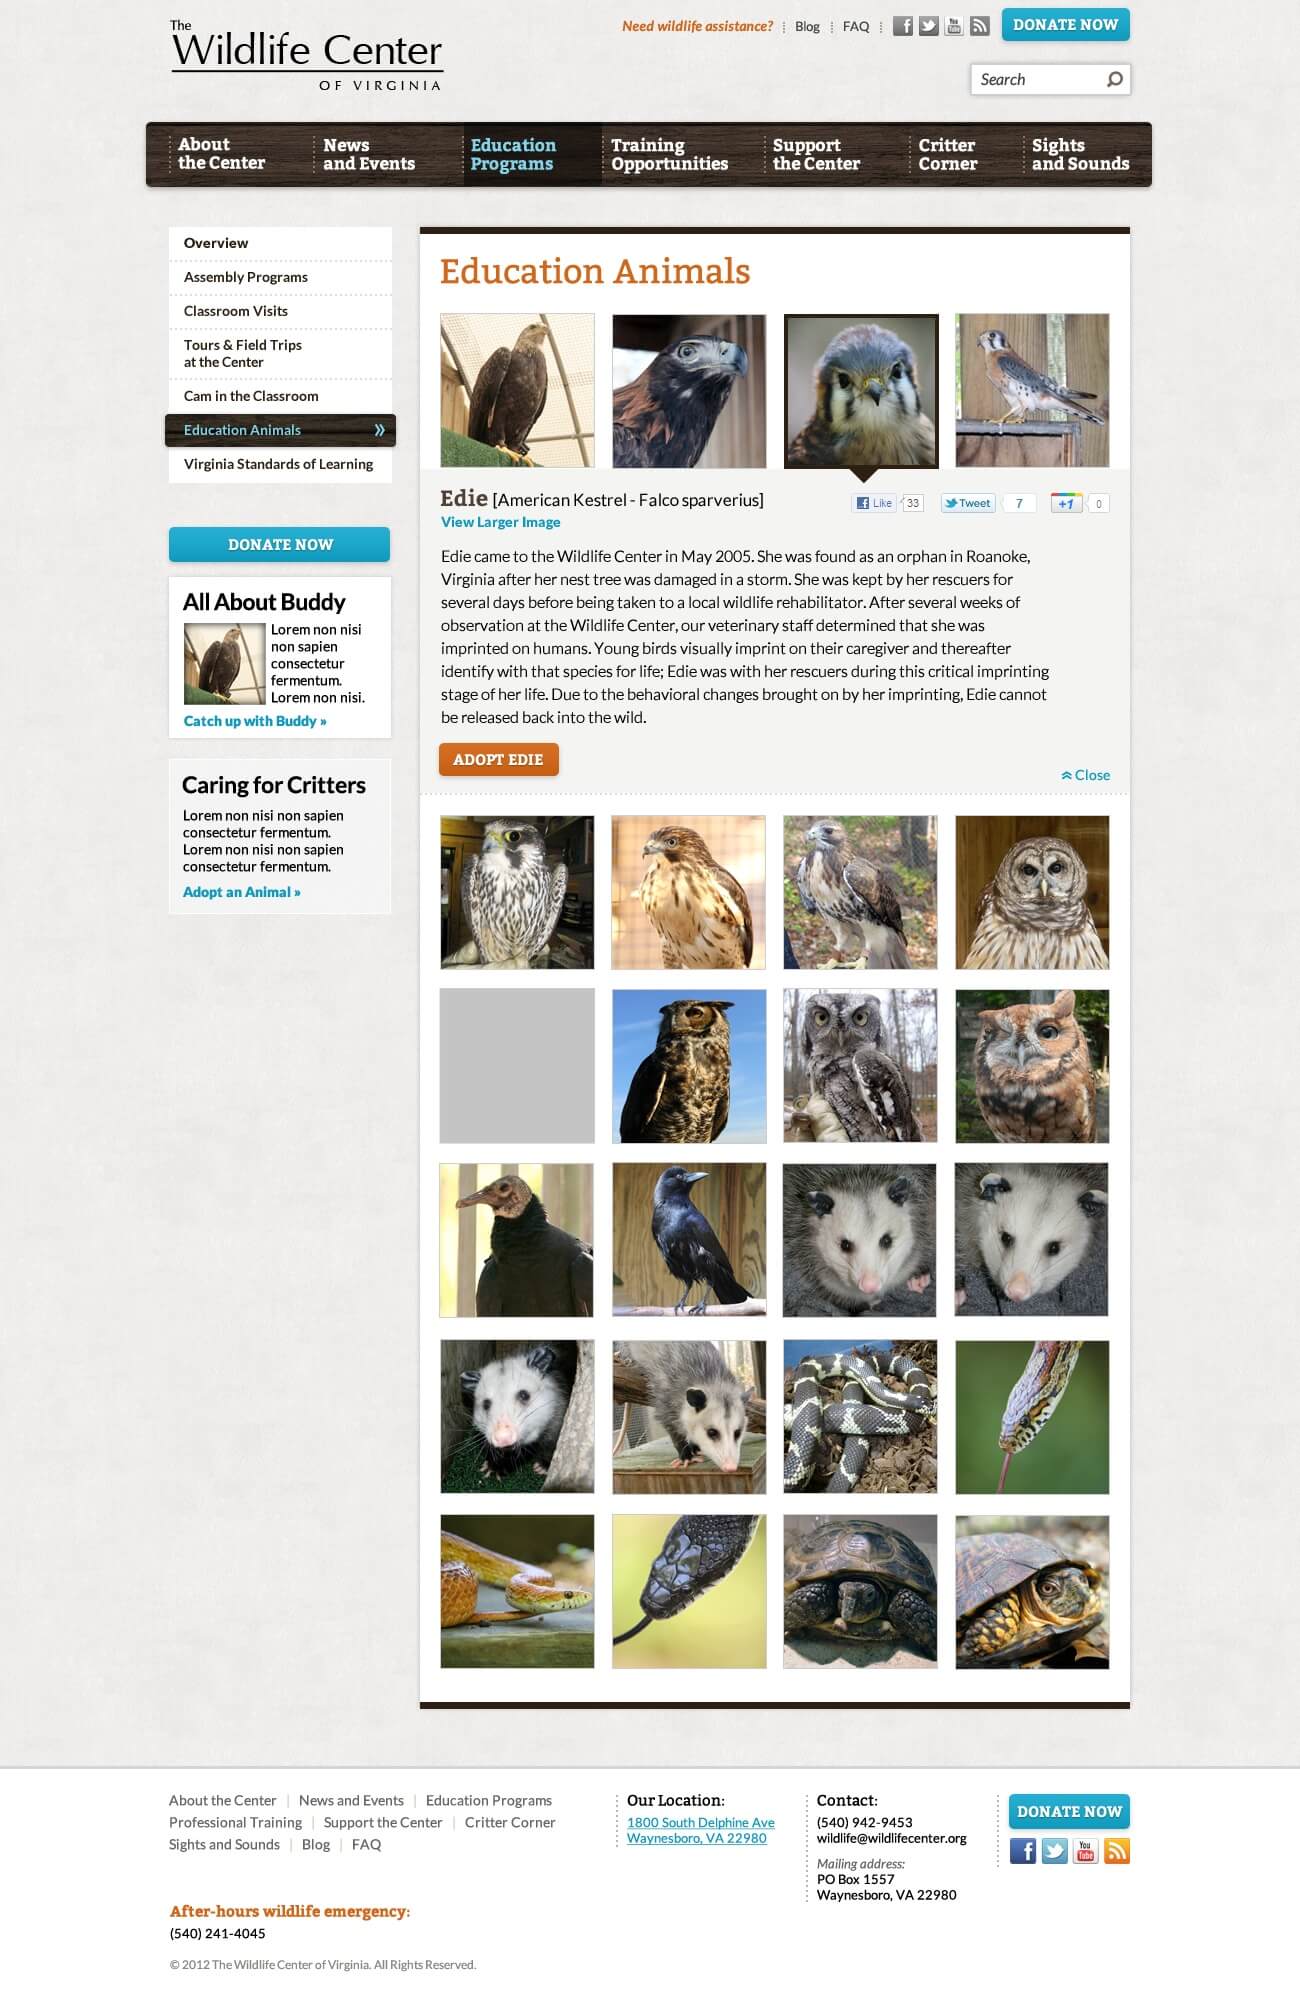 The
Wildlife Center
OF VIRGINIA
Need wildlife assistance?
Blog
FAQ
f
You Tube
DONATE NOW
Search
About
the Center
News
and Events
Education
Programs
Training
Opportunities
Support
the Center
Critter
Corner
Sights
and Sounds
Overview
Assembly Programs
Classroom Visits
Tours & Field Trips
at the Center
Cam in the Classroom
Education Animals »
Virginia Standards of Learning
DONATE NOW
All About Buddy
Lorem non nisi
non sapien
consectetur
fermentum.
Lorem non nisi.
Catch up with Buddy »
Caring for Critters
Lorem non nisi non sapien
consectetur fermentum.
Lorem non nisi non sapien
consectetur fermentum.
Adopt an Animal »
Education Animals
Edie [American Kestrel - Falco sparverius]
f Like 33
Tweet 7
+1 0
View Larger Image
Edie came to the Wildlife Center in May 2005. She was found as an orphan in Roanoke,
Virginia after her nest tree was damaged in a storm. She was kept by her rescuers for
several days before being taken to a local wildlife rehabilitator. After several weeks of
observation at the Wildlife Center, our veterinary staff determined that she was
imprinted on humans. Young birds visually imprint on their caregiver and thereafter
identify with that species for life; Edie was with her rescuers during this critical imprinting
stage of her life. Due to the behavioral changes brought on by her imprinting, Edie cannot
be released back into the wild.
ADOPT EDIE
Close
About the Center | News and Events | Education Programs
Professional Training | Support the Center | Critter Corner
Sights and Sounds | Blog | FAQ
After-hours wildlife emergency:
(540) 241-4045
© 2012 The Wildlife Center of Virginia. All Rights Reserved.
Our Location:
1800 South Delphine Ave
Waynesboro, VA 22980
Contact:
(540) 942-9453
wildlife@wildlifecenter.org
Mailing address:
PO Box 1557
Waynesboro, VA 22980
DONATE NOW
f
You Tube